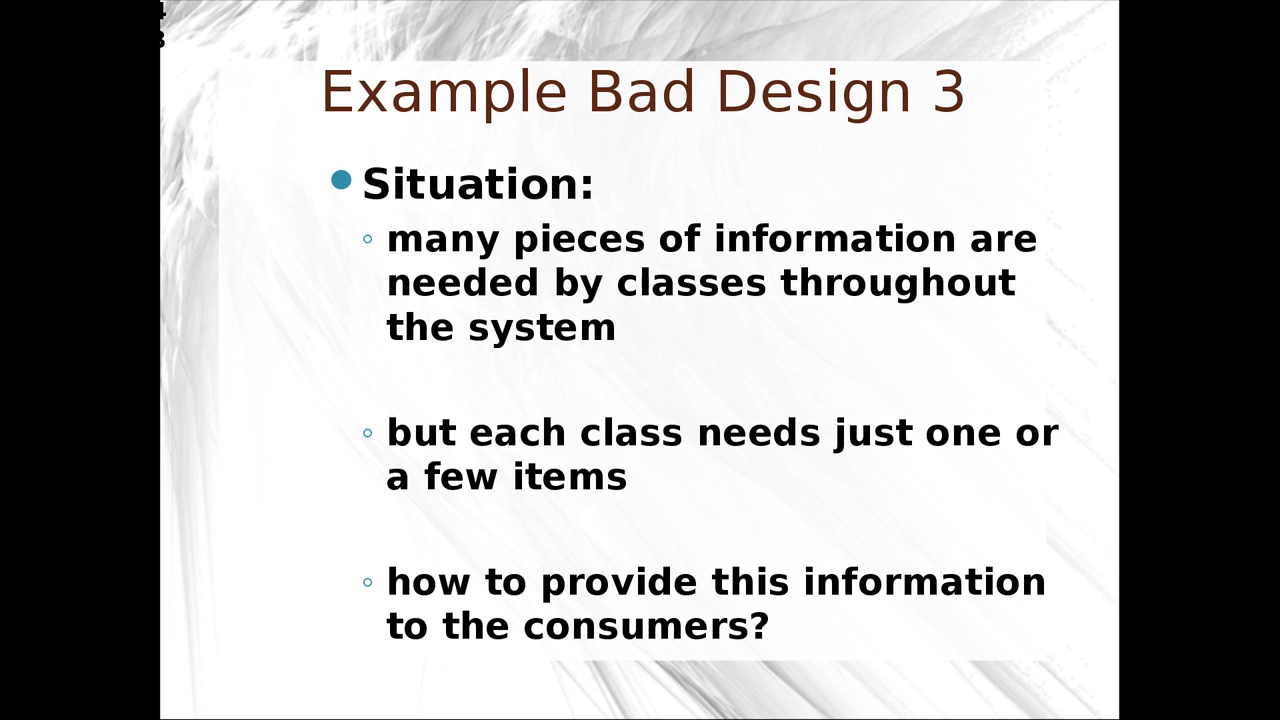 Example Bad Design 3
Situation:
many pieces of information are
needed by classes throughout
the system
but each class needs just one or
a few items
how to provide this information
to the consumers?